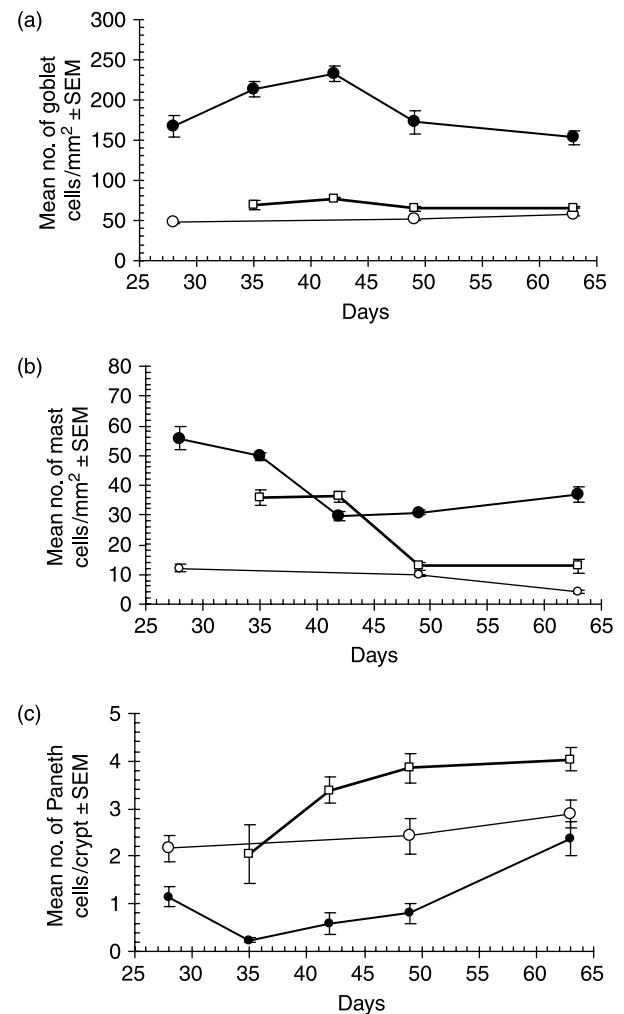 (a)
Mean no. of goblet
cells/mm² ± SEM
300
250
200
150
100
50
0
25 30 35 40 45 50 55 60 65
Days
(b)
Mean no. of mast
cells/mm² ± SEM
80
70
60
50
40
30
20
10
0
25 30 35 40 45 50 55 60 65
Days
(c)
Mean no. of Paneth
cells/crypt ± SEM
5
4
3
2
1
0
25 30 35 40 45 50 55 60 65
Days